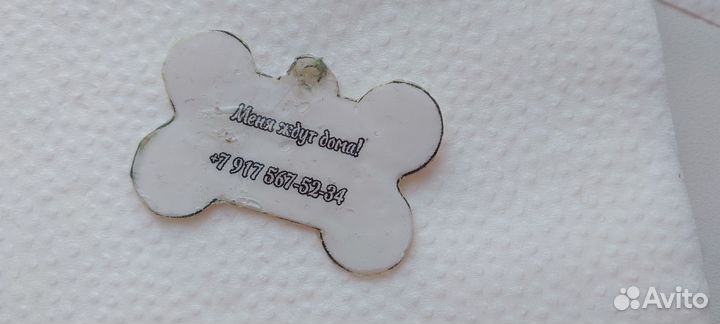 Меня ждут дома!
+7 917 567-52-34
Avito